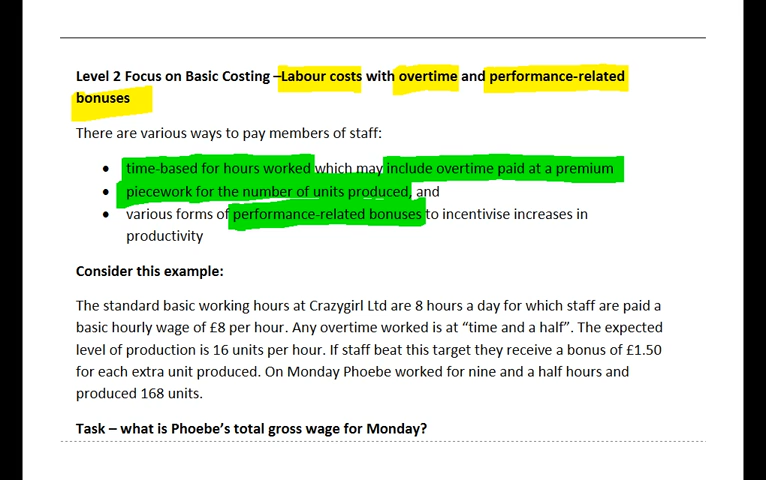 Level 2 Focus on Basic Costing –Labour costs with overtime and performance-related
bonuses
There are various ways to pay members of staff:
• time-based for hours worked which may include overtime paid at a premium
• piecework for the number of units produced, and
• various forms of performance-related bonuses to incentivise increases in
productivity
Consider this example:
The standard basic working hours at Crazygirl Ltd are 8 hours a day for which staff are paid a
basic hourly wage of £8 per hour. Any overtime worked is at “time and a half”. The expected
level of production is 16 units per hour. If staff beat this target they receive a bonus of £1.50
for each extra unit produced. On Monday Phoebe worked for nine and a half hours and
produced 168 units.
Task – what is Phoebe’s total gross wage for Monday?